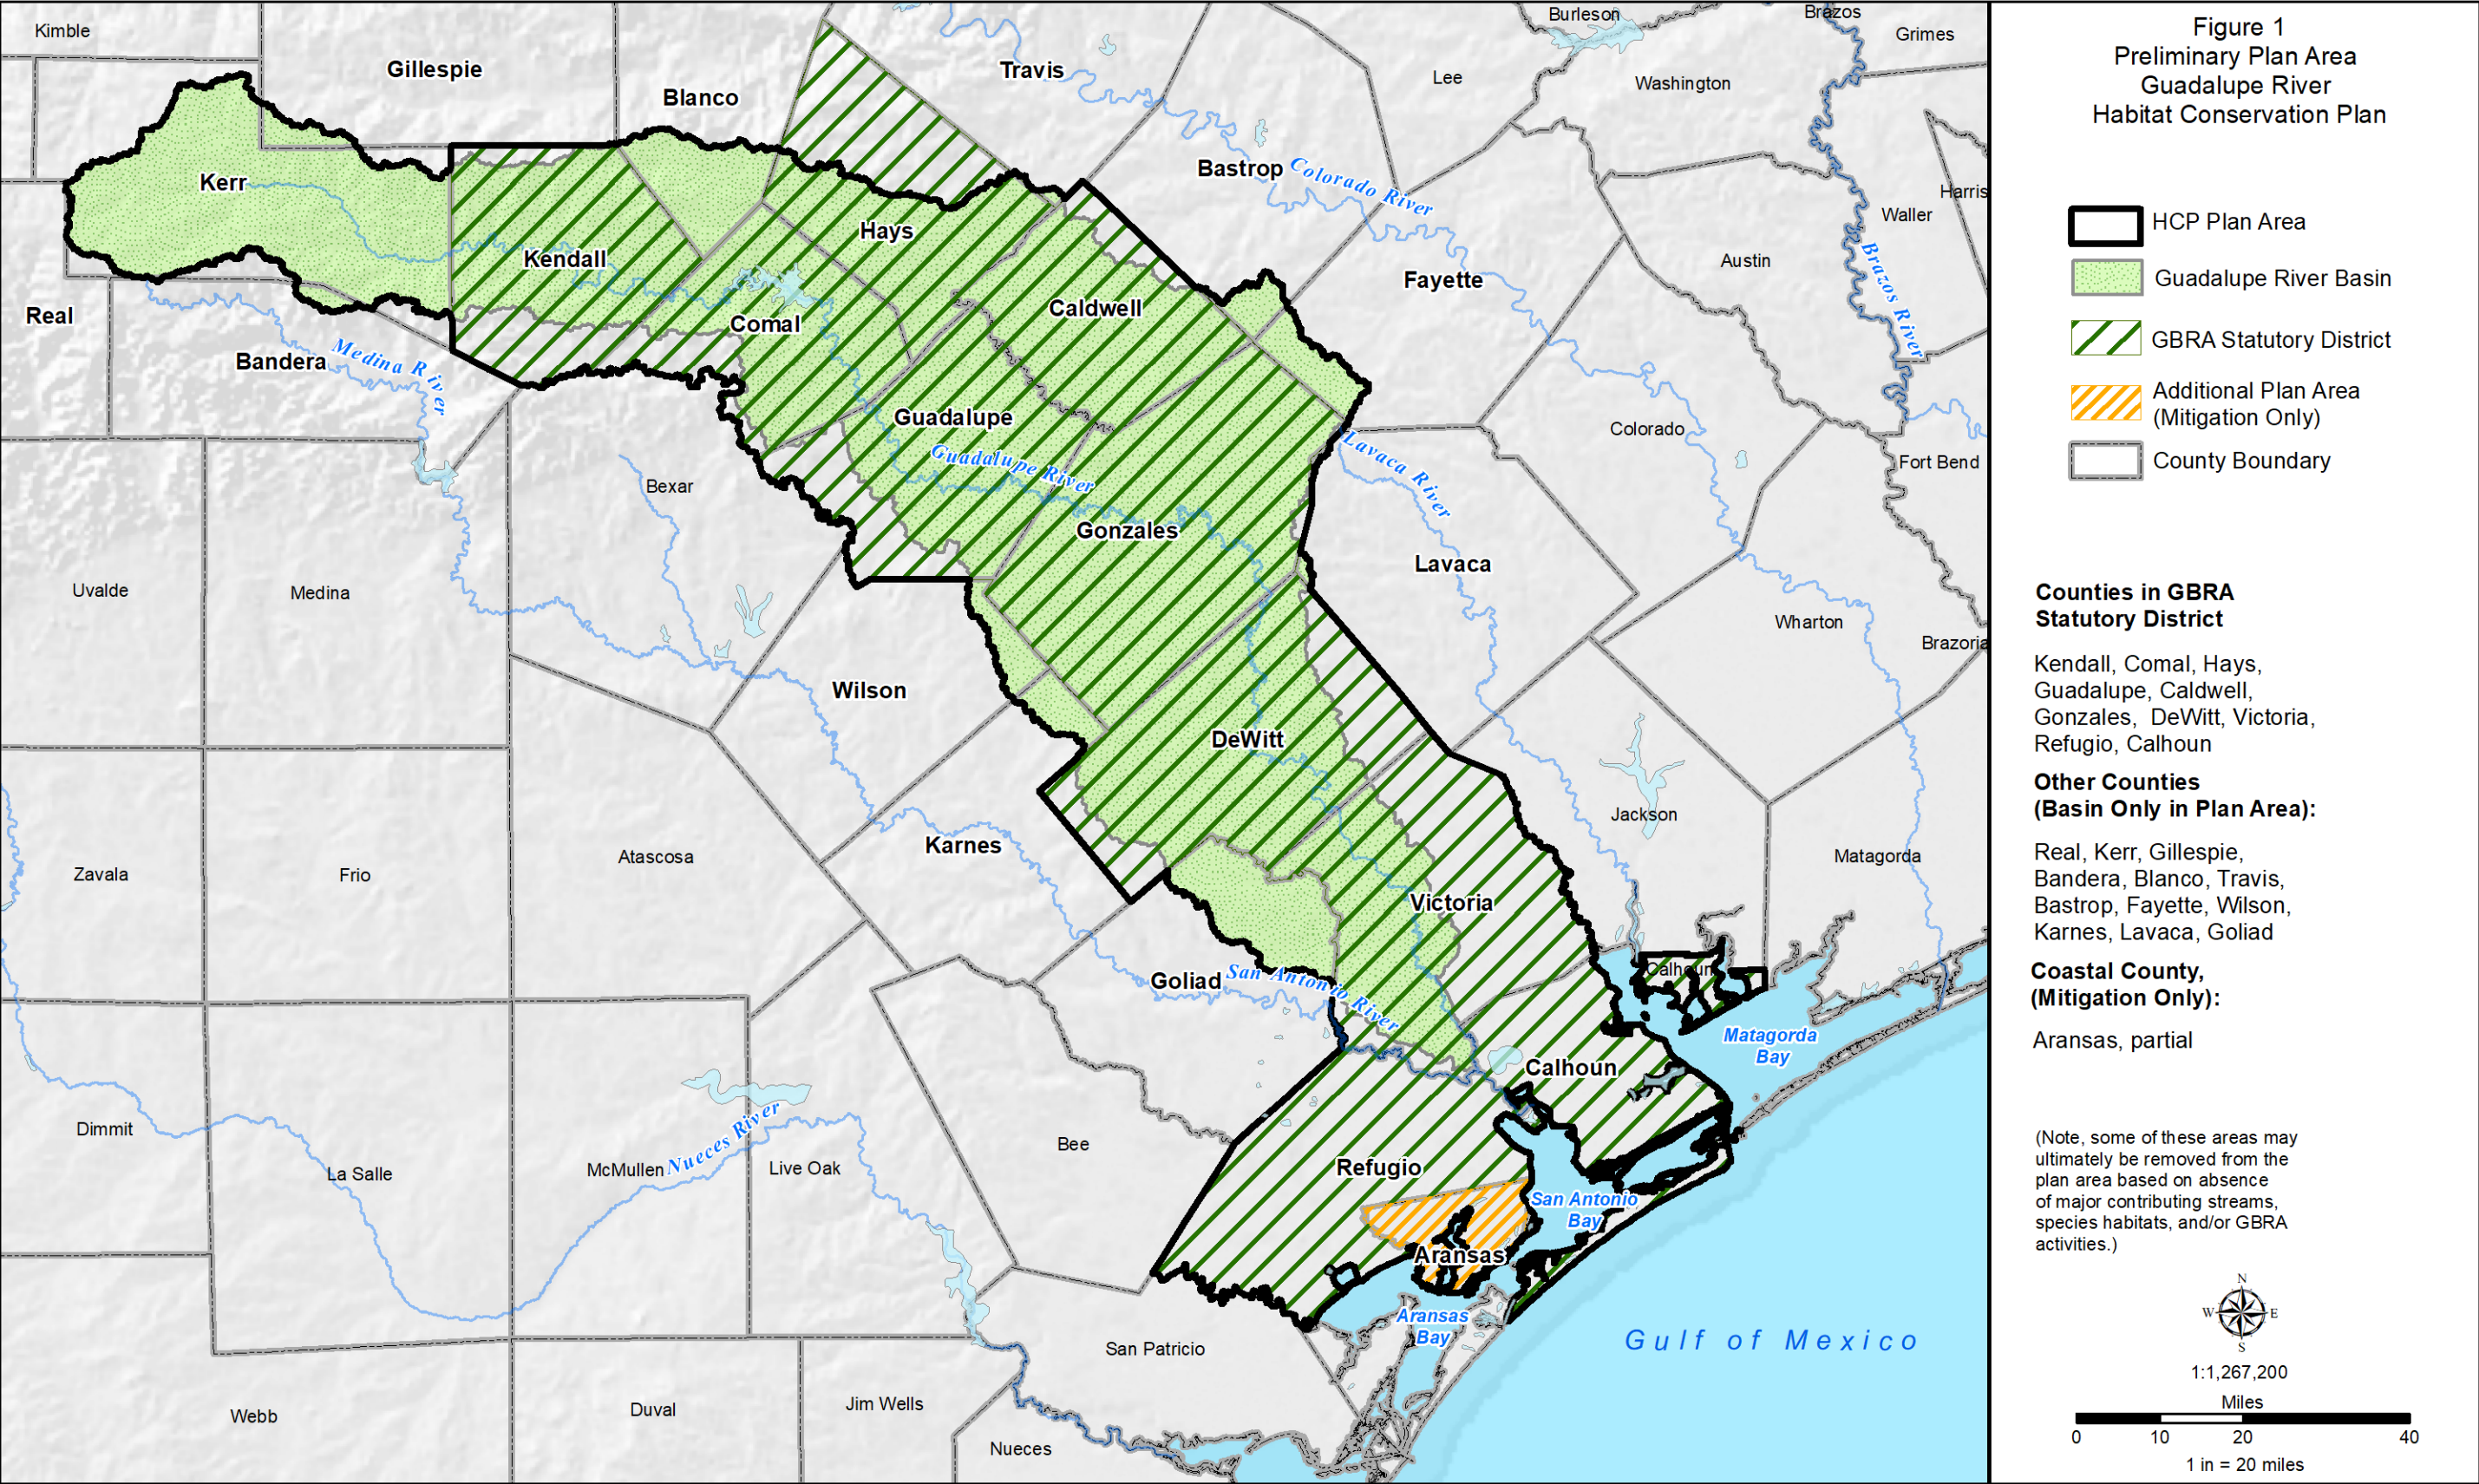 Kimble
Gillespie
Blanco
Travis
Burleson
Brazos
Grimes
Lee
Washington
Kerr
Bastrop
Colorado River
Harris
Waller
Hays
Kendall
Austin
Brazos River
Real
Caldwell
Fayette
Comal
Bandera
Medina River
Guadalupe
Colorado
Lavaca River
Fort Bend
Guadalupe River
Bexar
Gonzales
Lavaca
Uvalde
Medina
Wharton
Brazoria
Wilson
DeWitt
Jackson
Karnes
Atascosa
Matagorda
Zavala
Frio
Victoria
Goliad
San Antonio River
Calhoun
Matagorda
Bay
Calhoun
Dimmit
La Salle
McMullen
Nueces River
Live Oak
Bee
Refugio
San Antonio
Bay
Aransas
Aransas
Bay
Gulf of Mexico
San Patricio
Webb
Duval
Jim Wells
Nueces
Figure 1
Preliminary Plan Area
Guadalupe River
Habitat Conservation Plan
HCP Plan Area
Guadalupe River Basin
GBRA Statutory District
Additional Plan Area
(Mitigation Only)
County Boundary
Counties in GBRA
Statutory District
Kendall, Comal, Hays,
Guadalupe, Caldwell,
Gonzales, DeWitt, Victoria,
Refugio, Calhoun
Other Counties
(Basin Only in Plan Area):
Real, Kerr, Gillespie,
Bandera, Blanco, Travis,
Bastrop, Fayette, Wilson,
Karnes, Lavaca, Goliad
Coastal County,
(Mitigation Only):
Aransas, partial
(Note, some of these areas may
ultimately be removed from the
plan area based on absence
of major contributing streams,
species habitats, and/or GBRA
activities.)
N
W E
S
1:1,267,200
Miles
0 10 20 40
1 in = 20 miles